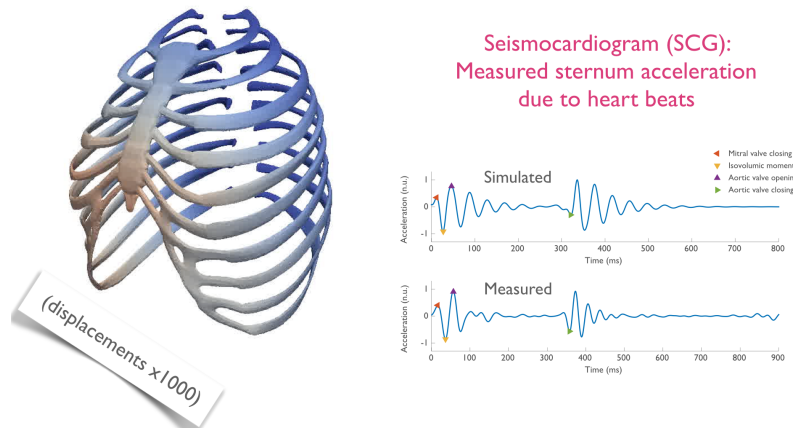 Seismocardiogram (SCG):
Measured sternum acceleration
due to heart beats
Mitral valve closing
Isovolumic moment
Aortic valve opening
Aortic valve closing
Simulated
Acceleration (n.u.)
1
0
-1
0 100 200 300 400 500 600 700 800
Time (ms)
Measured
Acceleration (n.u.)
1
0
-1
0 100 200 300 400 500 600 700 800 900
Time (ms)
(displacements x1000)